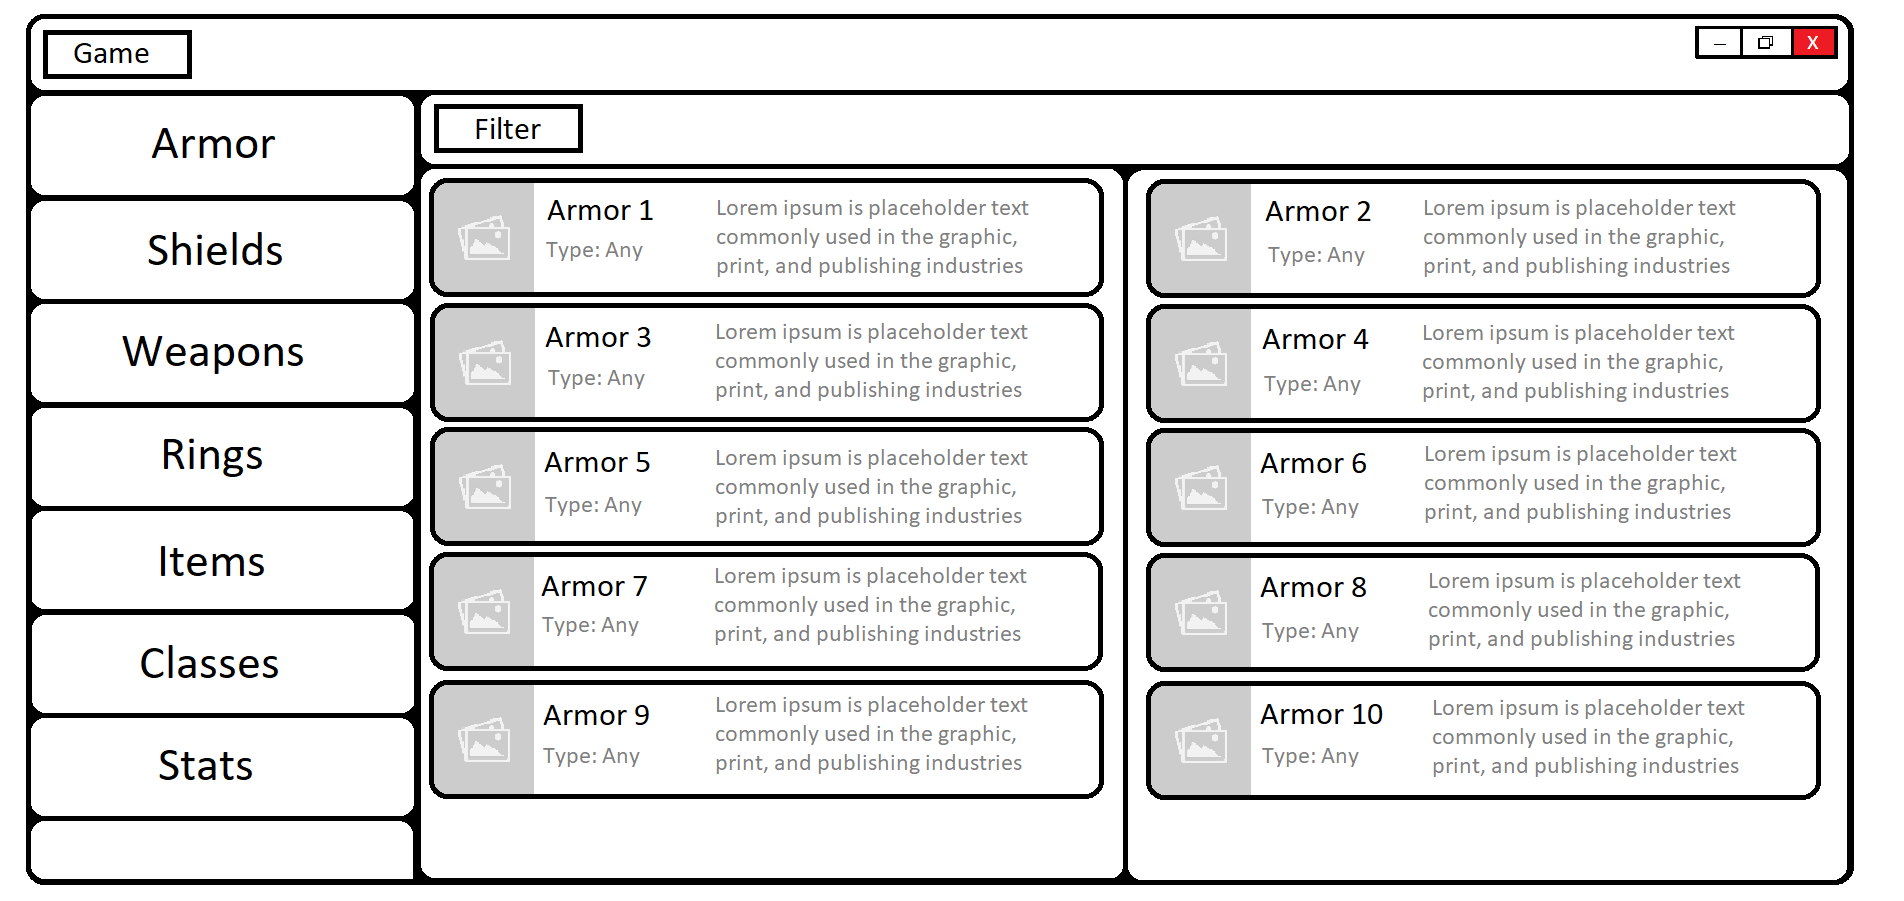 Game
X
Armor
Shields
Weapons
Rings
Items
Classes
Stats
Filter
Armor 1
Type: Any
Lorem ipsum is placeholder text
commonly used in the graphic,
print, and publishing industries
Armor 2
Type: Any
Lorem ipsum is placeholder text
commonly used in the graphic,
print, and publishing industries
Armor 3
Type: Any
Lorem ipsum is placeholder text
commonly used in the graphic,
print, and publishing industries
Armor 4
Type: Any
Lorem ipsum is placeholder text
commonly used in the graphic,
print, and publishing industries
Armor 5
Type: Any
Lorem ipsum is placeholder text
commonly used in the graphic,
print, and publishing industries
Armor 6
Type: Any
Lorem ipsum is placeholder text
commonly used in the graphic,
print, and publishing industries
Armor 7
Type: Any
Lorem ipsum is placeholder text
commonly used in the graphic,
print, and publishing industries
Armor 8
Type: Any
Lorem ipsum is placeholder text
commonly used in the graphic,
print, and publishing industries
Armor 9
Type: Any
Lorem ipsum is placeholder text
commonly used in the graphic,
print, and publishing industries
Armor 10
Type: Any
Lorem ipsum is placeholder text
commonly used in the graphic,
print, and publishing industries